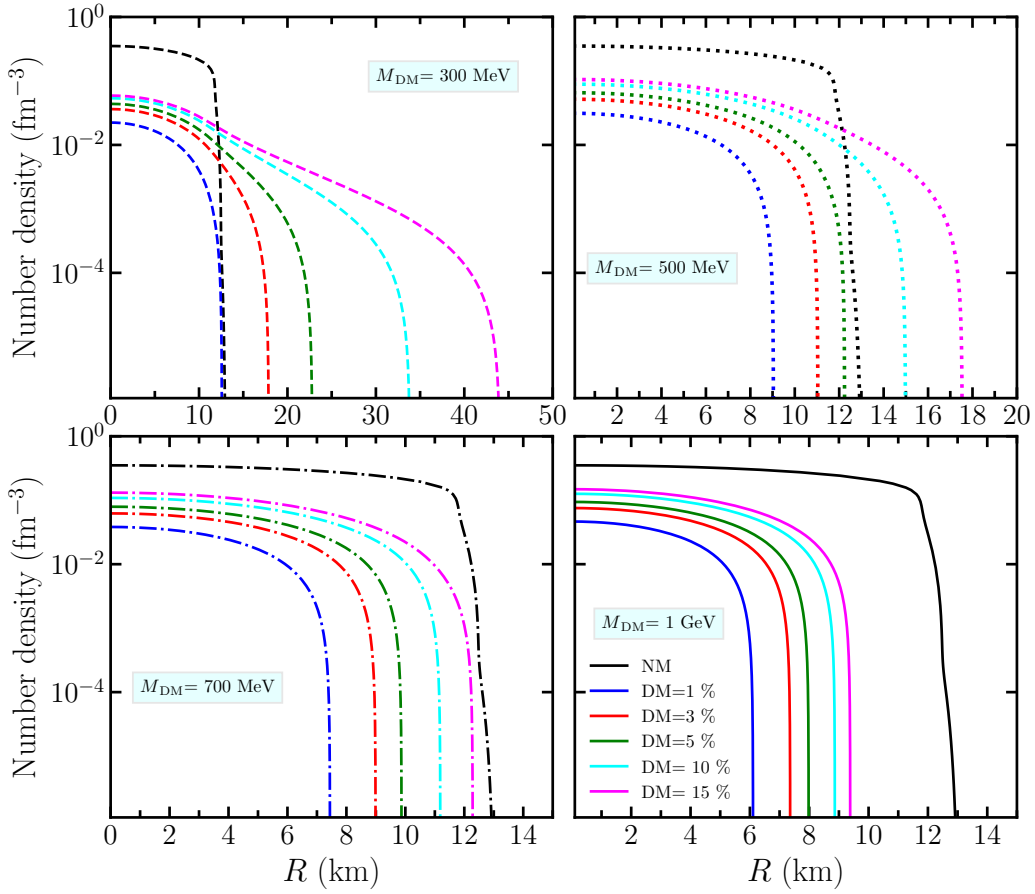 10⁰
10⁻²
10⁻⁴
Number density (fm⁻³)
M_DM= 300 MeV
0 10 20 30 40 50
M_DM= 500 MeV
2 4 6 8 10 12 14 16 18 20
10⁰
10⁻²
10⁻⁴
Number density (fm⁻³)
M_DM= 700 MeV
0 2 4 6 8 10 12 14
R (km)
M_DM= 1 GeV
NM
DM=1 %
DM=3 %
DM=5 %
DM= 10 %
DM= 15 %
2 4 6 8 10 12 14
R (km)